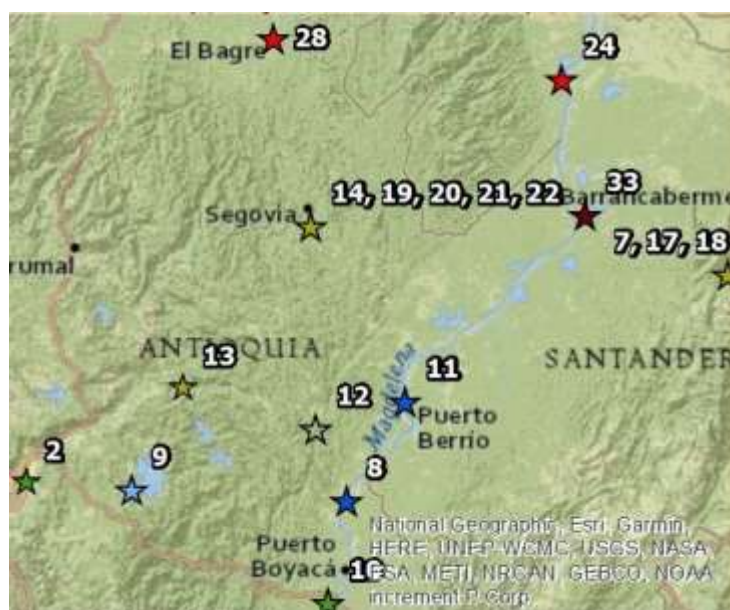 28
El Bagre
24
14, 19, 20, 21, 22
33
Barrancaberme
Segovia
7, 17, 18
rumal
ANTIOQUIA
13
SANTANDER
Magdalena
11
12
Puerto
Berrío
2
9
8
National Geographic, Esri, Garmin,
HERE, UNEP-WCMC, USGS, NASA,
ESA, METI, NRCAN, GEBCO, NOAA,
increment P Corp.
Puerto
Boyacá